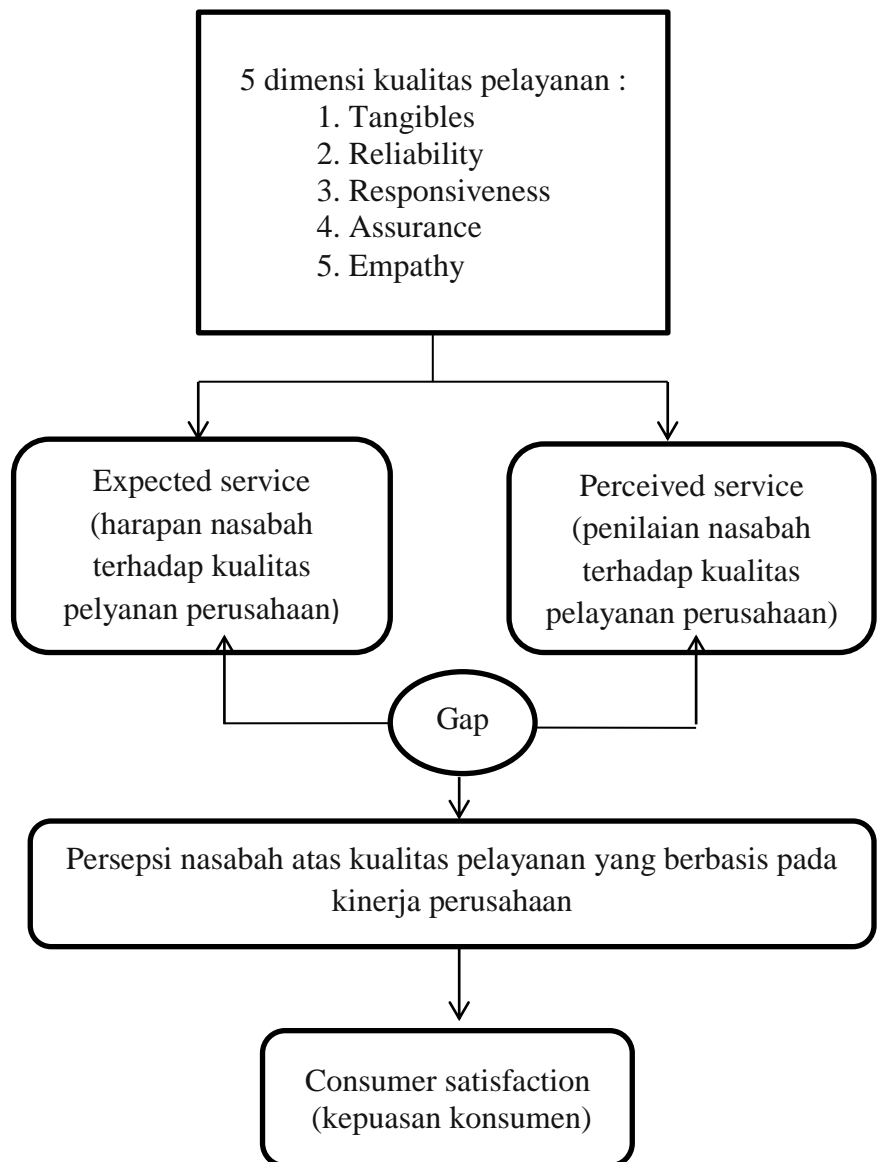 5 dimensi kualitas pelayanan :
1. Tangibles
2. Reliability
3. Responsiveness
4. Assurance
5. Empathy
Expected service
(harapan nasabah
terhadap kualitas
pelyanan perusahaan)
Perceived service
(penilaian nasabah
terhadap kualitas
pelayanan perusahaan)
Gap
Persepsi nasabah atas kualitas pelayanan yang berbasis pada
kinerja perusahaan
Consumer satisfaction
(kepuasan konsumen)